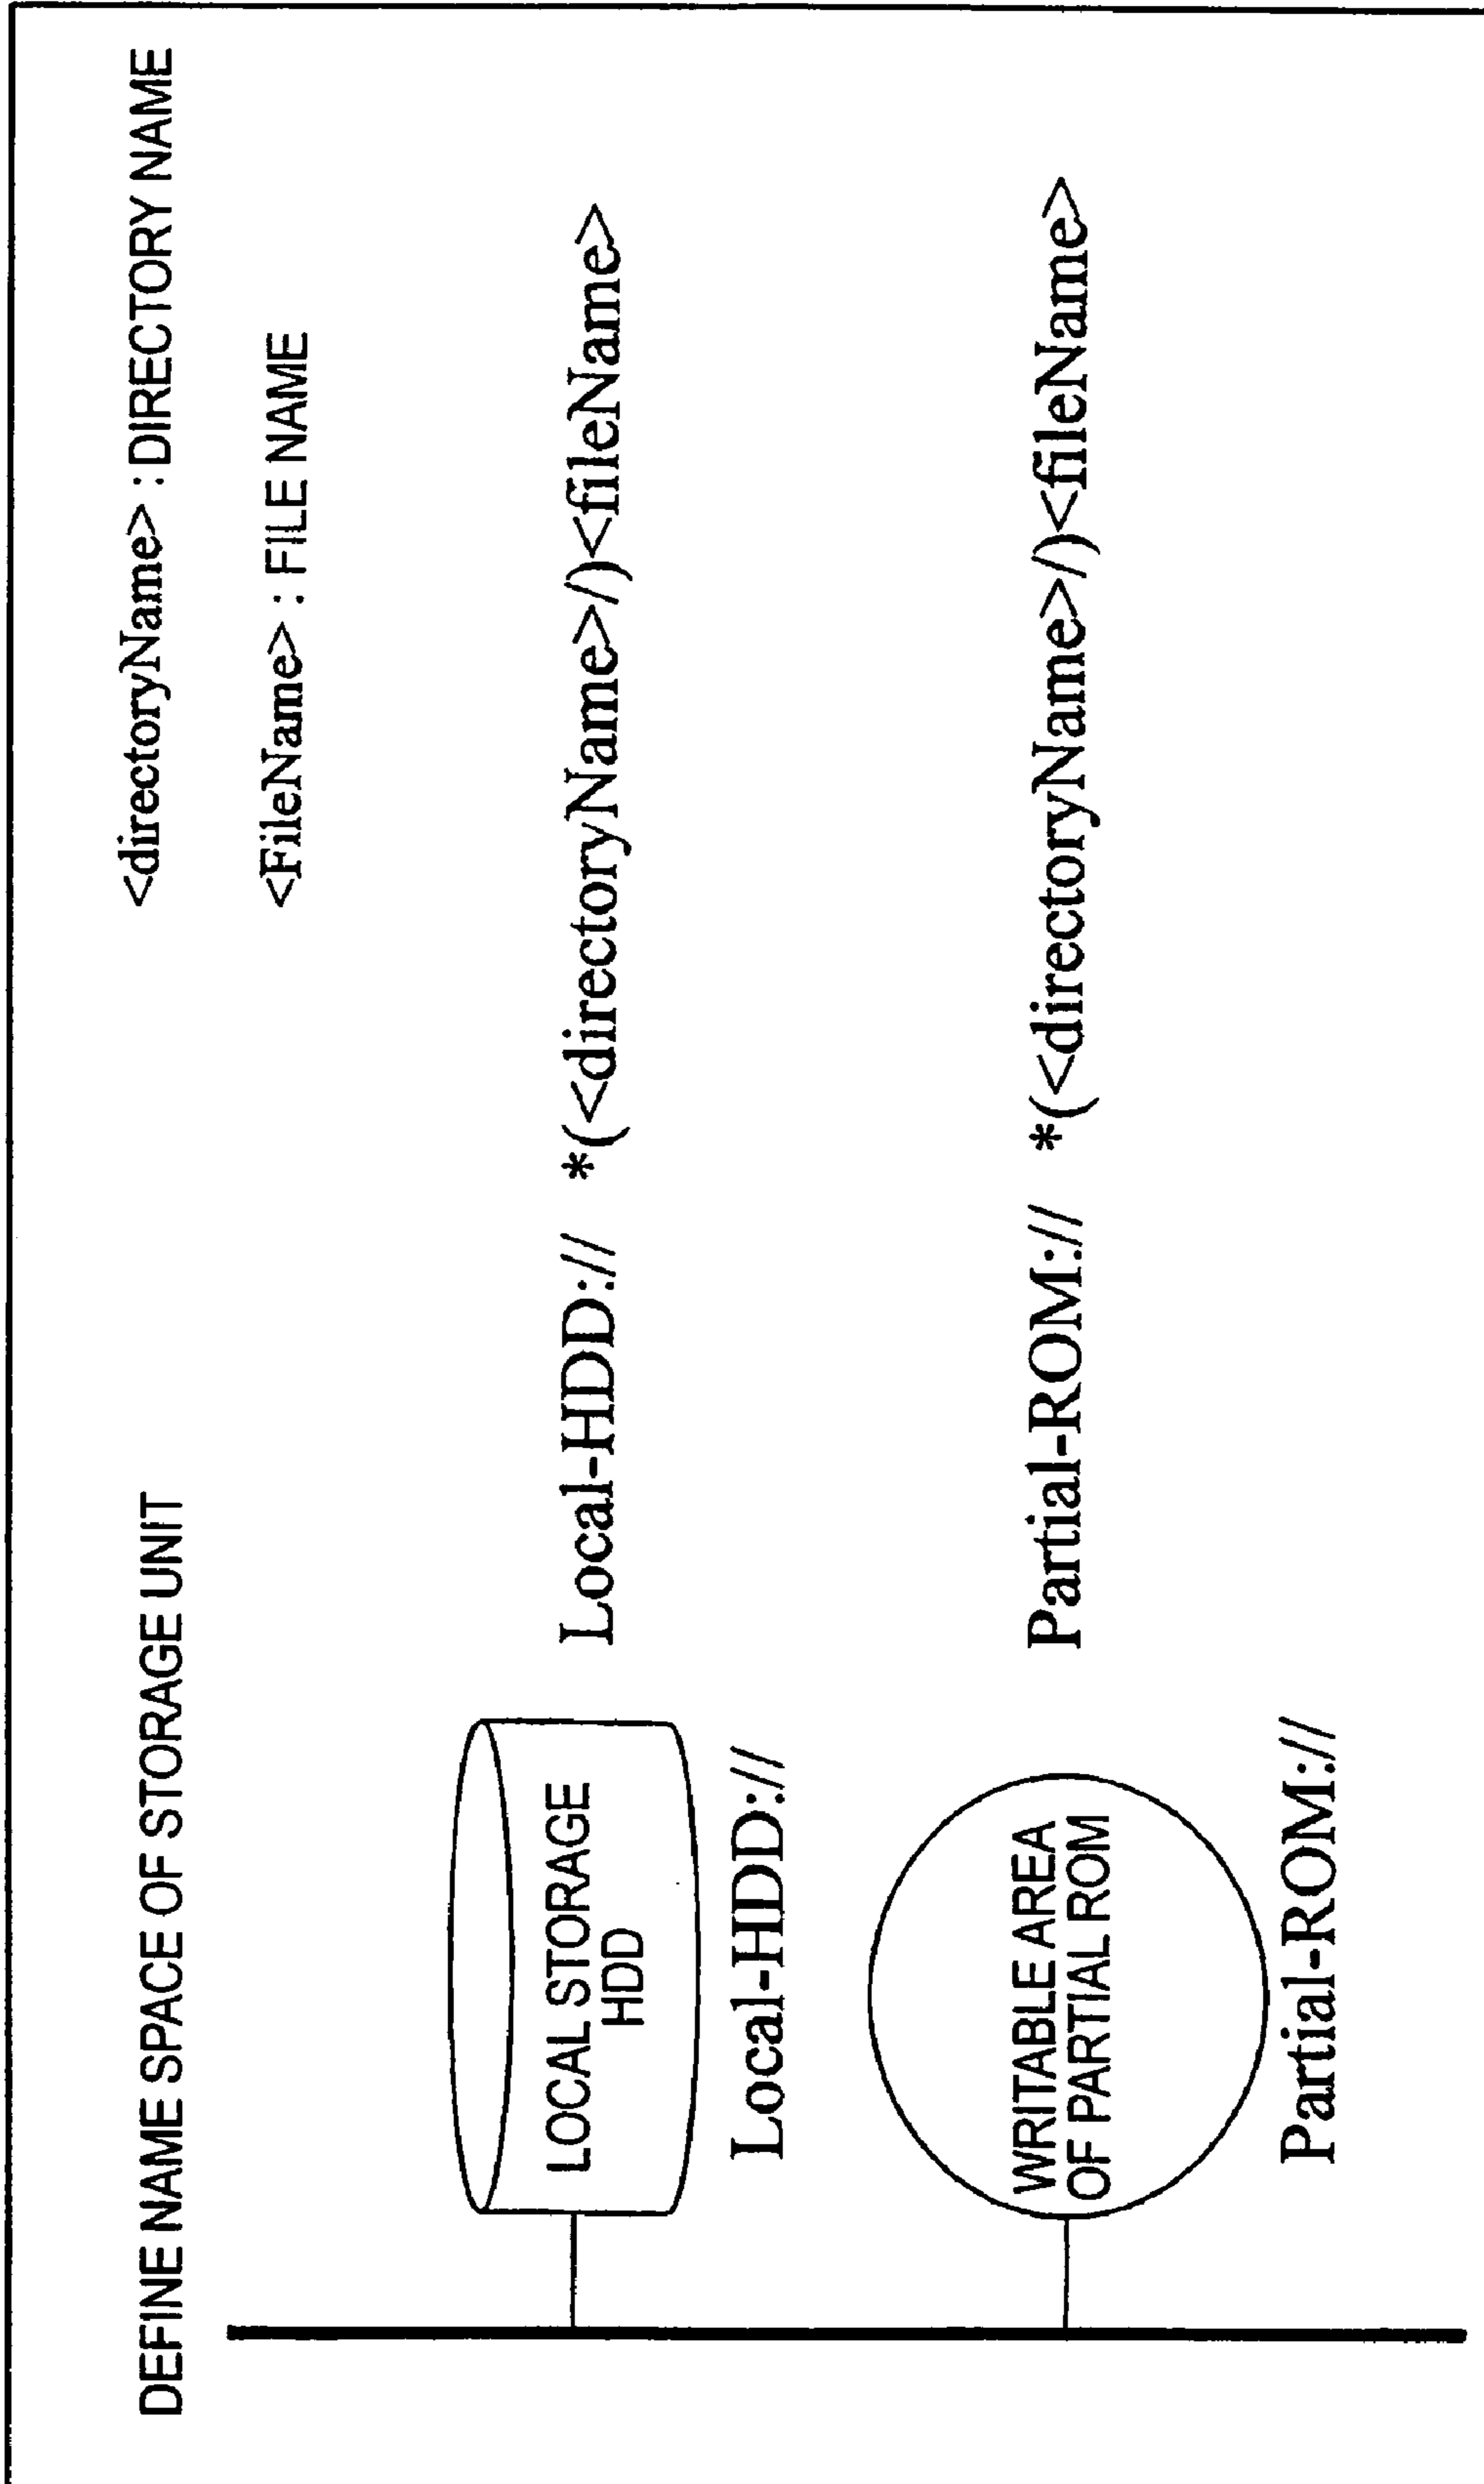 DEFINE NAME SPACE OF STORAGE UNIT
<directoryName> : DIRECTORY NAME
<FileName> : FILE NAME
LOCAL STORAGE
HDD
Local-HDD:// *(<directoryName>/)<fileName>
Local-HDD://
WRITABLE AREA
OF PARTIAL ROM
Partial-ROM:// *(<directoryName>/)<fileName>
Partial-ROM://